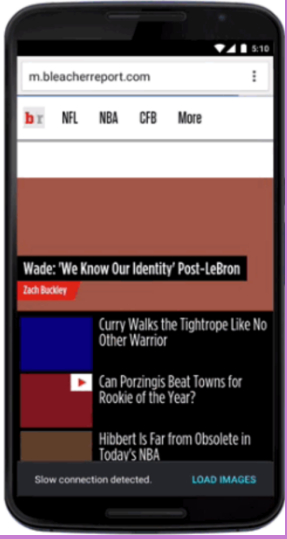 5:10
m.bleacherreport.com
br NFL NBA CFB More
Wade: 'We Know Our Identity' Post-LeBron
Zach Buckley
Curry Walks the Tightrope Like No
Other Warrior
Can Porzingis Beat Towns for
Rookie of the Year?
Hibbert Is Far from Obsolete in
Today's NBA
Slow connection detected. LOAD IMAGES